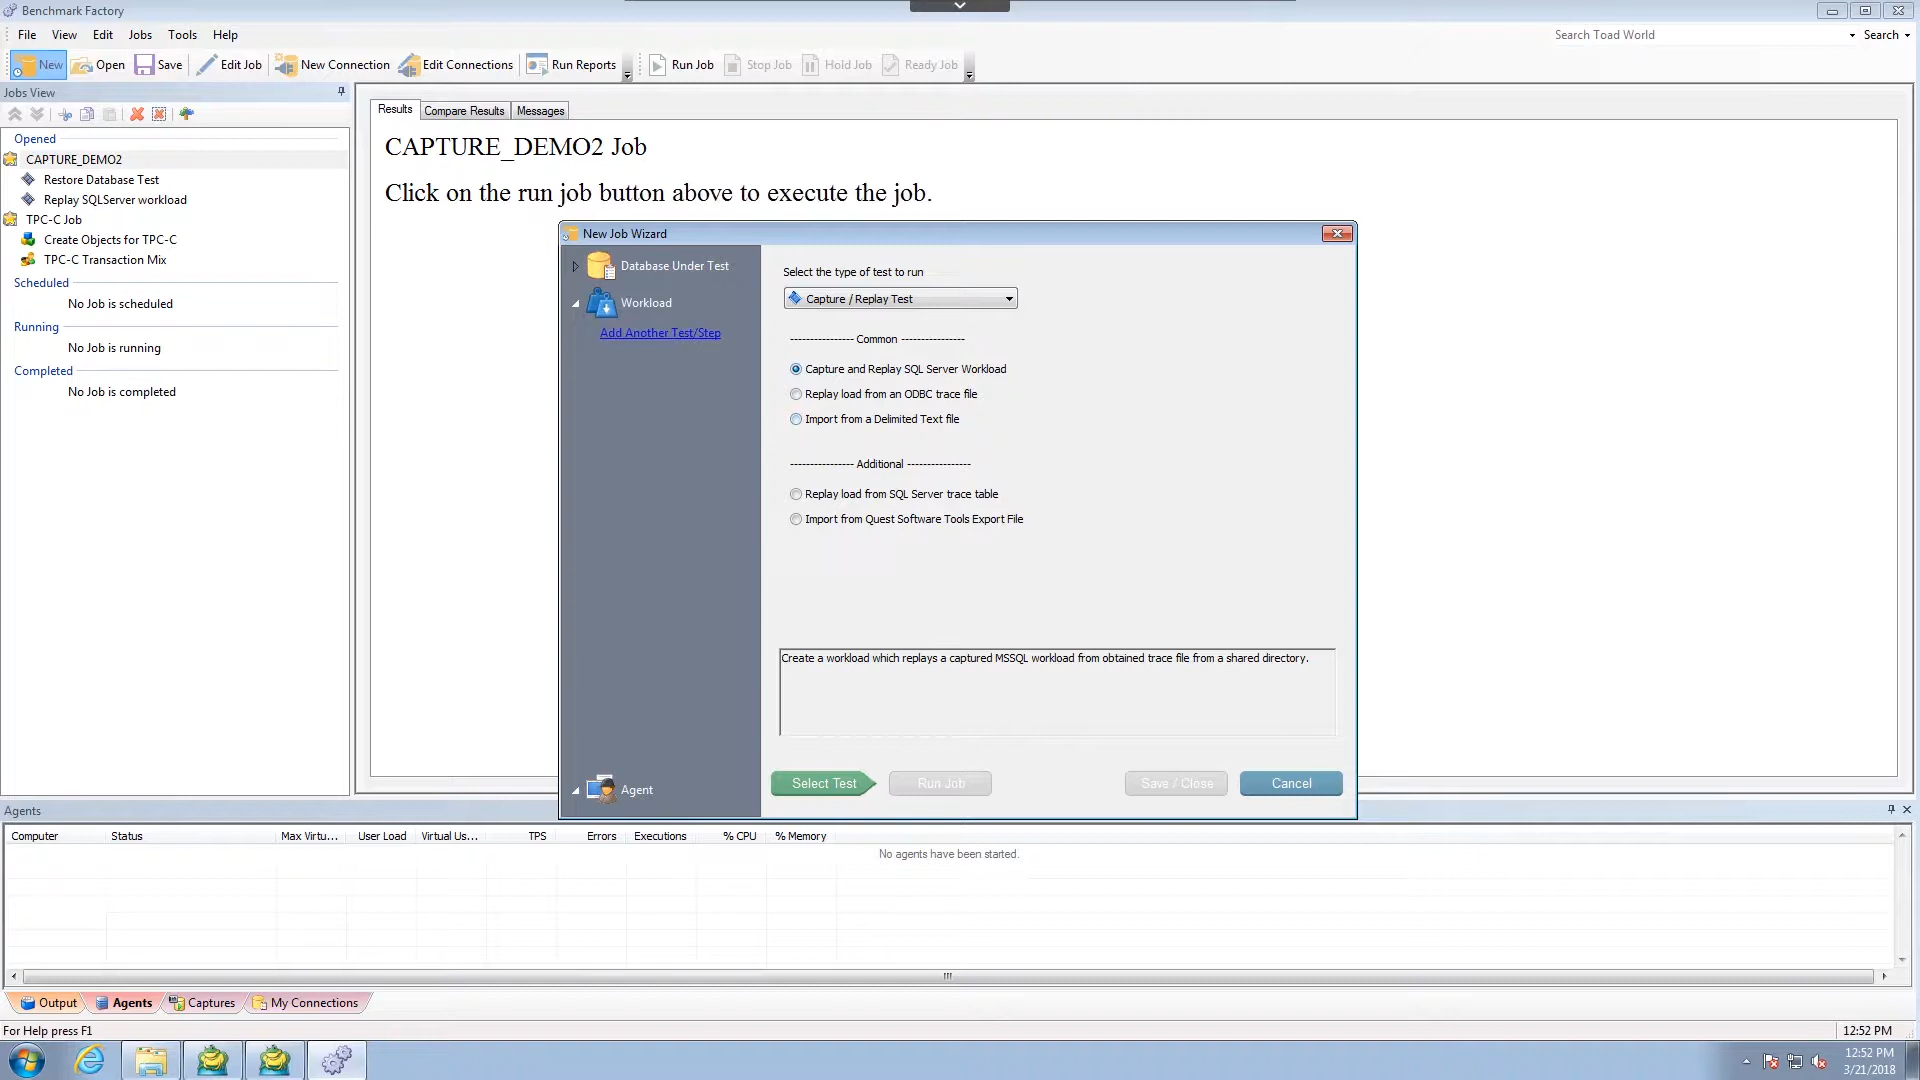 Benchmark Factory
File View Edit Jobs Tools Help
Search Toad World Search
New Open Save Edit Job New Connection Edit Connections Run Reports Run Job Stop Job Hold Job Ready Job
Jobs View
Opened
CAPTURE_DEMO2
Restore Database Test
Replay SQLServer workload
TPC-C Job
Create Objects for TPC-C
TPC-C Transaction Mix
Scheduled
No Job is scheduled
Running
No Job is running
Completed
No Job is completed
Results Compare Results Messages
CAPTURE_DEMO2 Job
Click on the run job button above to execute the job.
New Job Wizard
Database Under Test
Workload
Add Another Test/Step
Agent
Select the type of test to run
Capture / Replay Test
---------------- Common ----------------
Capture and Replay SQL Server Workload
Replay load from an ODBC trace file
Import from a Delimited Text file
---------------- Additional ----------------
Replay load from SQL Server trace table
Import from Quest Software Tools Export File
Create a workload which replays a captured MSSQL workload from obtained trace file from a shared directory.
Select Test Run Job Save / Close Cancel
Agents
Computer Status Max Virtu... User Load Virtual Us... TPS Errors Executions % CPU % Memory
No agents have been started.
Output Agents Captures My Connections
For Help press F1
12:52 PM
12:52 PM
3/21/2018